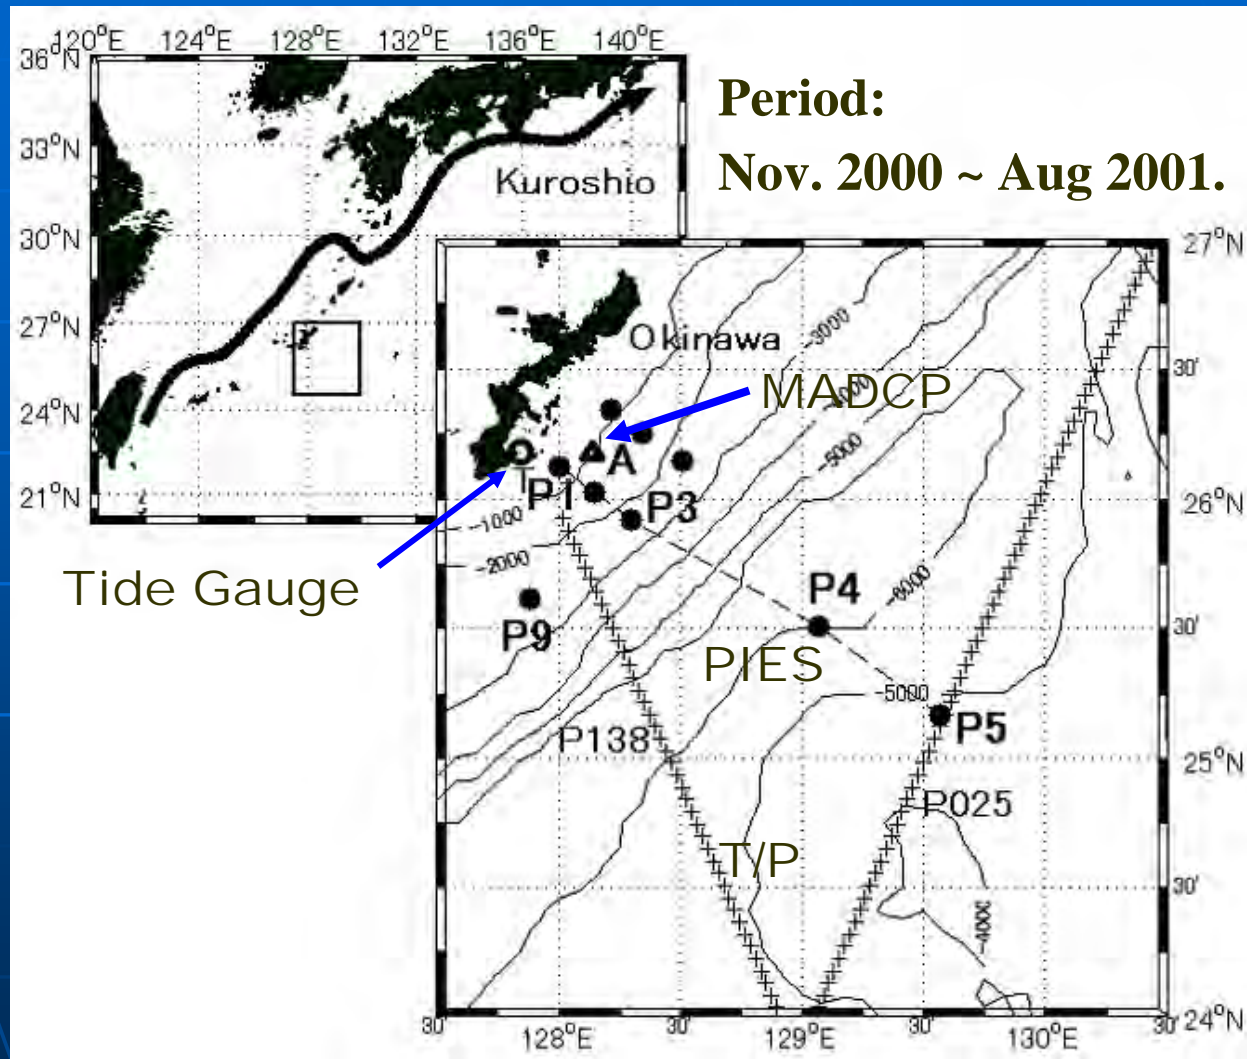 120°E 124°E 128°E 132°E 136°E 140°E
36°N
33°N
30°N
27°N
24°N
21°N
Kuroshio
Period:
Nov. 2000 ~ Aug 2001.
27°N
30'
26°N
30'
25°N
30'
24°N
Okinawa
-3000
MADCP
-5000
A
T
P1
P3
-1000
-2000
Tide Gauge
P4
-6000
P9
PIES
-5000
P5
P138
P025
T/P
-4000
30' 128°E 30' 129°E 30' 130°E 30'